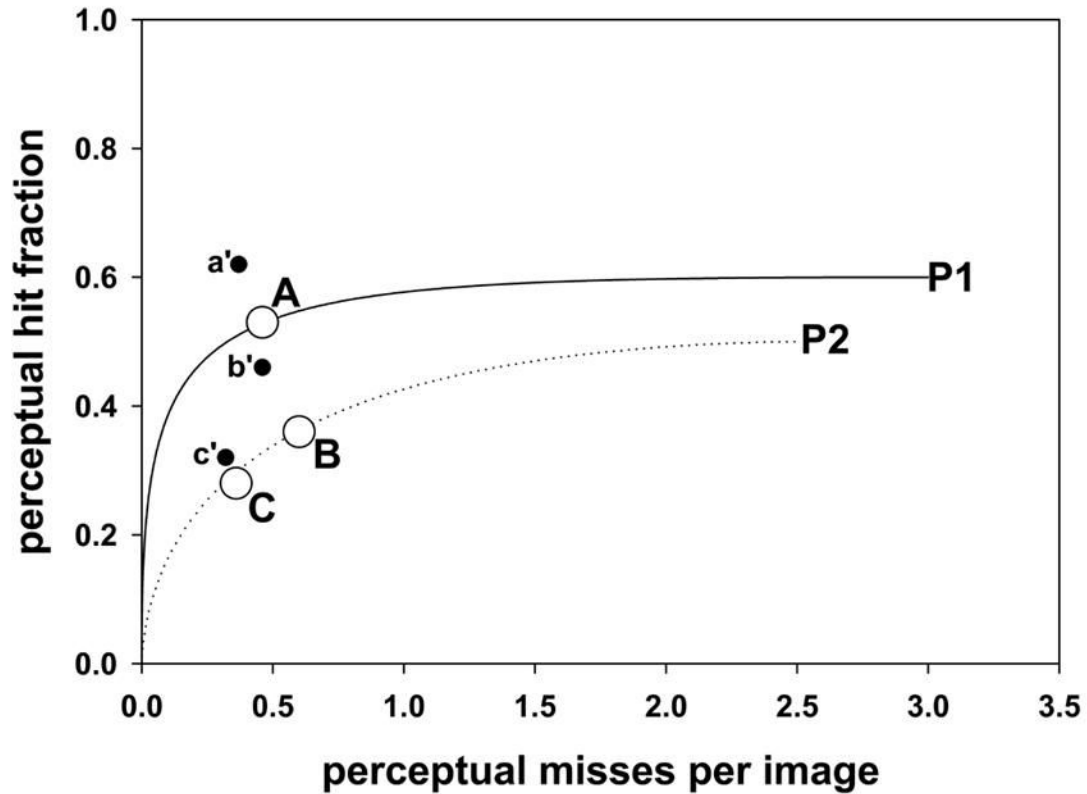 1.0
0.8
0.6
0.4
0.2
0.0
perceptual hit fraction
a'
A
b'
c'
C
B
P1
P2
0.0 0.5 1.0 1.5 2.0 2.5 3.0 3.5
perceptual misses per image